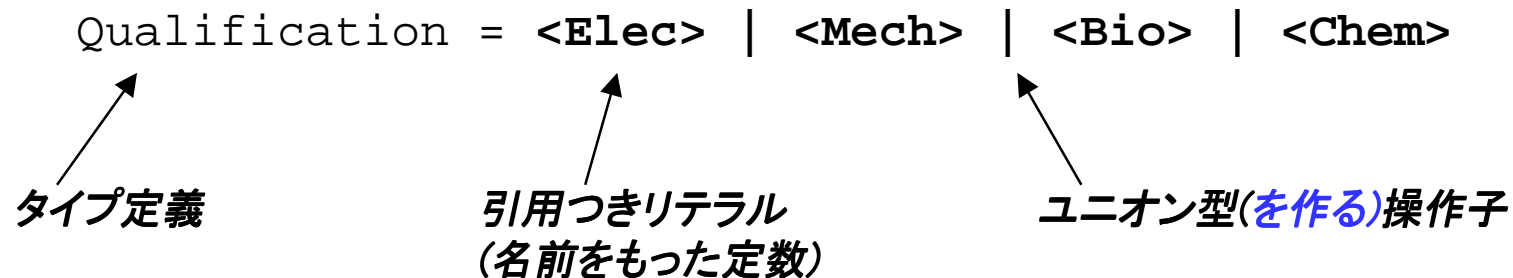 Qualification = <Elec> | <Mech> | <Bio> | <Chem>
タイプ定義
引用つきリテラル
(名前をもった定数)
ユニオン型(を作る)操作子